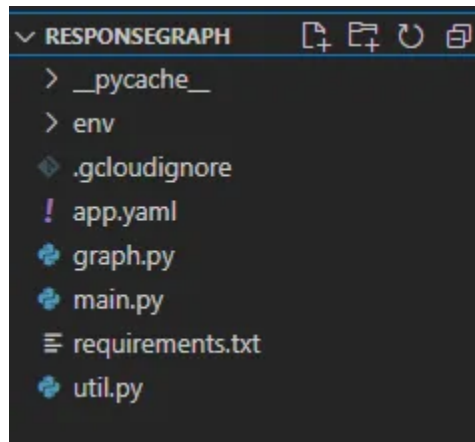 RESPONSEGRAPH
__pycache__
env
.gcloudignore
app.yaml
graph.py
main.py
requirements.txt
util.py